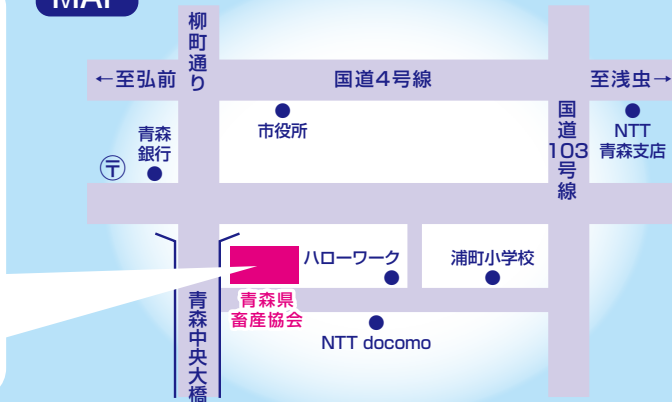 MAP
柳町通り
←至弘前
国道4号線
至浅虫→
市役所
国道103号線
NTT
青森支店
青森
銀行
〒
ハローワーク
浦町小学校
青森県
畜産協会
青森中央大橋
NTT docomo